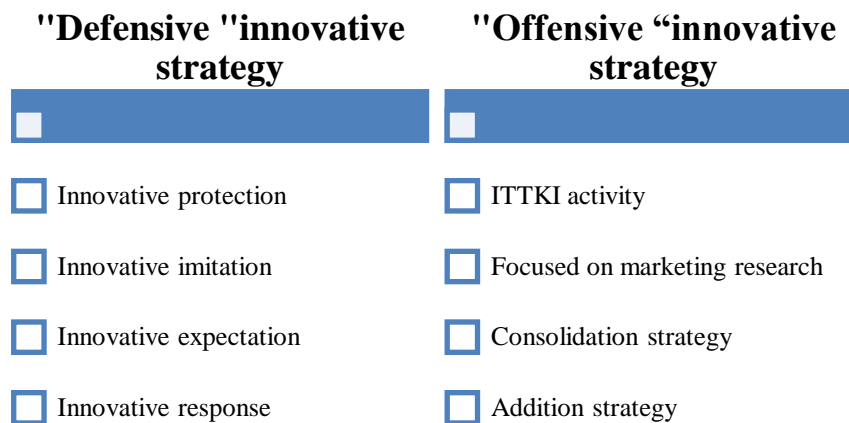 "Defensive "innovative
strategy
Innovative protection
Innovative imitation
Innovative expectation
Innovative response
"Offensive “innovative
strategy
ITTKI activity
Focused on marketing research
Consolidation strategy
Addition strategy